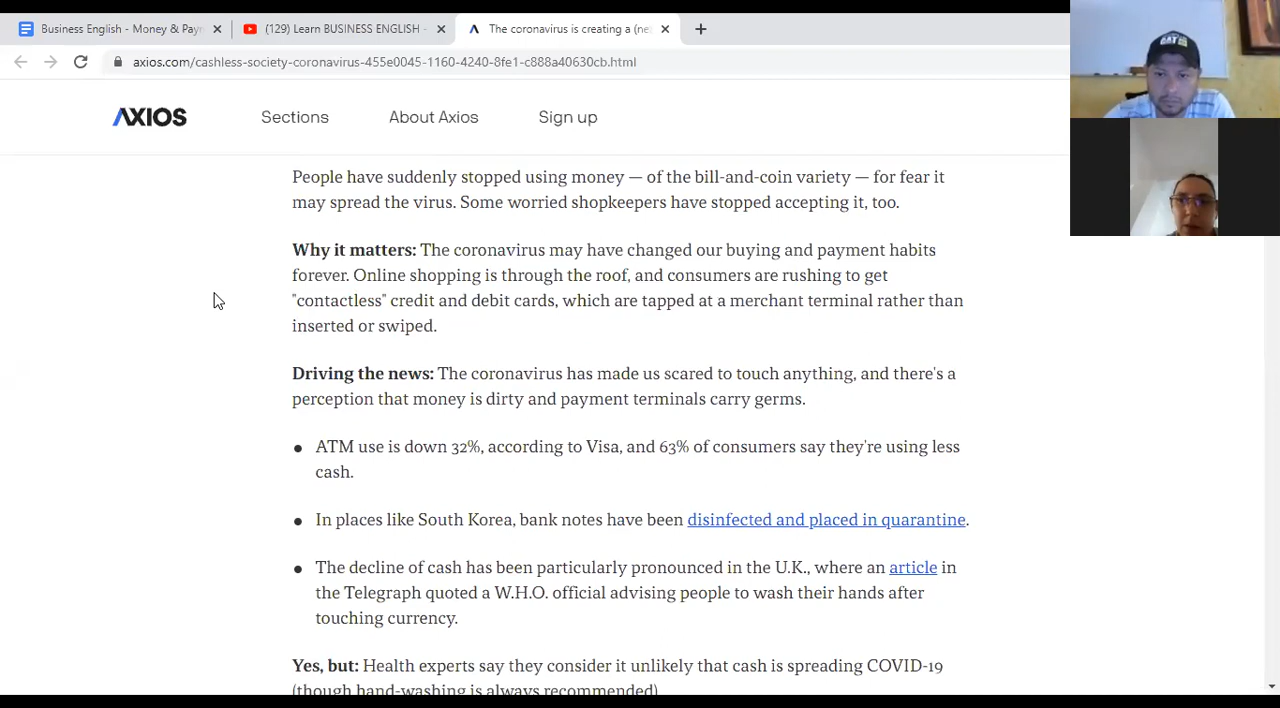 Business English - Money & Pay
(129) Learn BUSINESS ENGLISH -
The coronavirus is creating a (ne
axios.com/cashless-society-coronavirus-455e0045-1160-4240-8fe1-c888a40630cb.html
AXIOS
Sections
About Axios
Sign up
People have suddenly stopped using money — of the bill-and-coin variety — for fear it
may spread the virus. Some worried shopkeepers have stopped accepting it, too.
Why it matters: The coronavirus may have changed our buying and payment habits
forever. Online shopping is through the roof, and consumers are rushing to get
"contactless" credit and debit cards, which are tapped at a merchant terminal rather than
inserted or swiped.
Driving the news: The coronavirus has made us scared to touch anything, and there's a
perception that money is dirty and payment terminals carry germs.
ATM use is down 32%, according to Visa, and 63% of consumers say they're using less
cash.
In places like South Korea, bank notes have been disinfected and placed in quarantine.
The decline of cash has been particularly pronounced in the U.K., where an article in
the Telegraph quoted a W.H.O. official advising people to wash their hands after
touching currency.
Yes, but: Health experts say they consider it unlikely that cash is spreading COVID-19
(though hand-washing is always recommended)
CAT